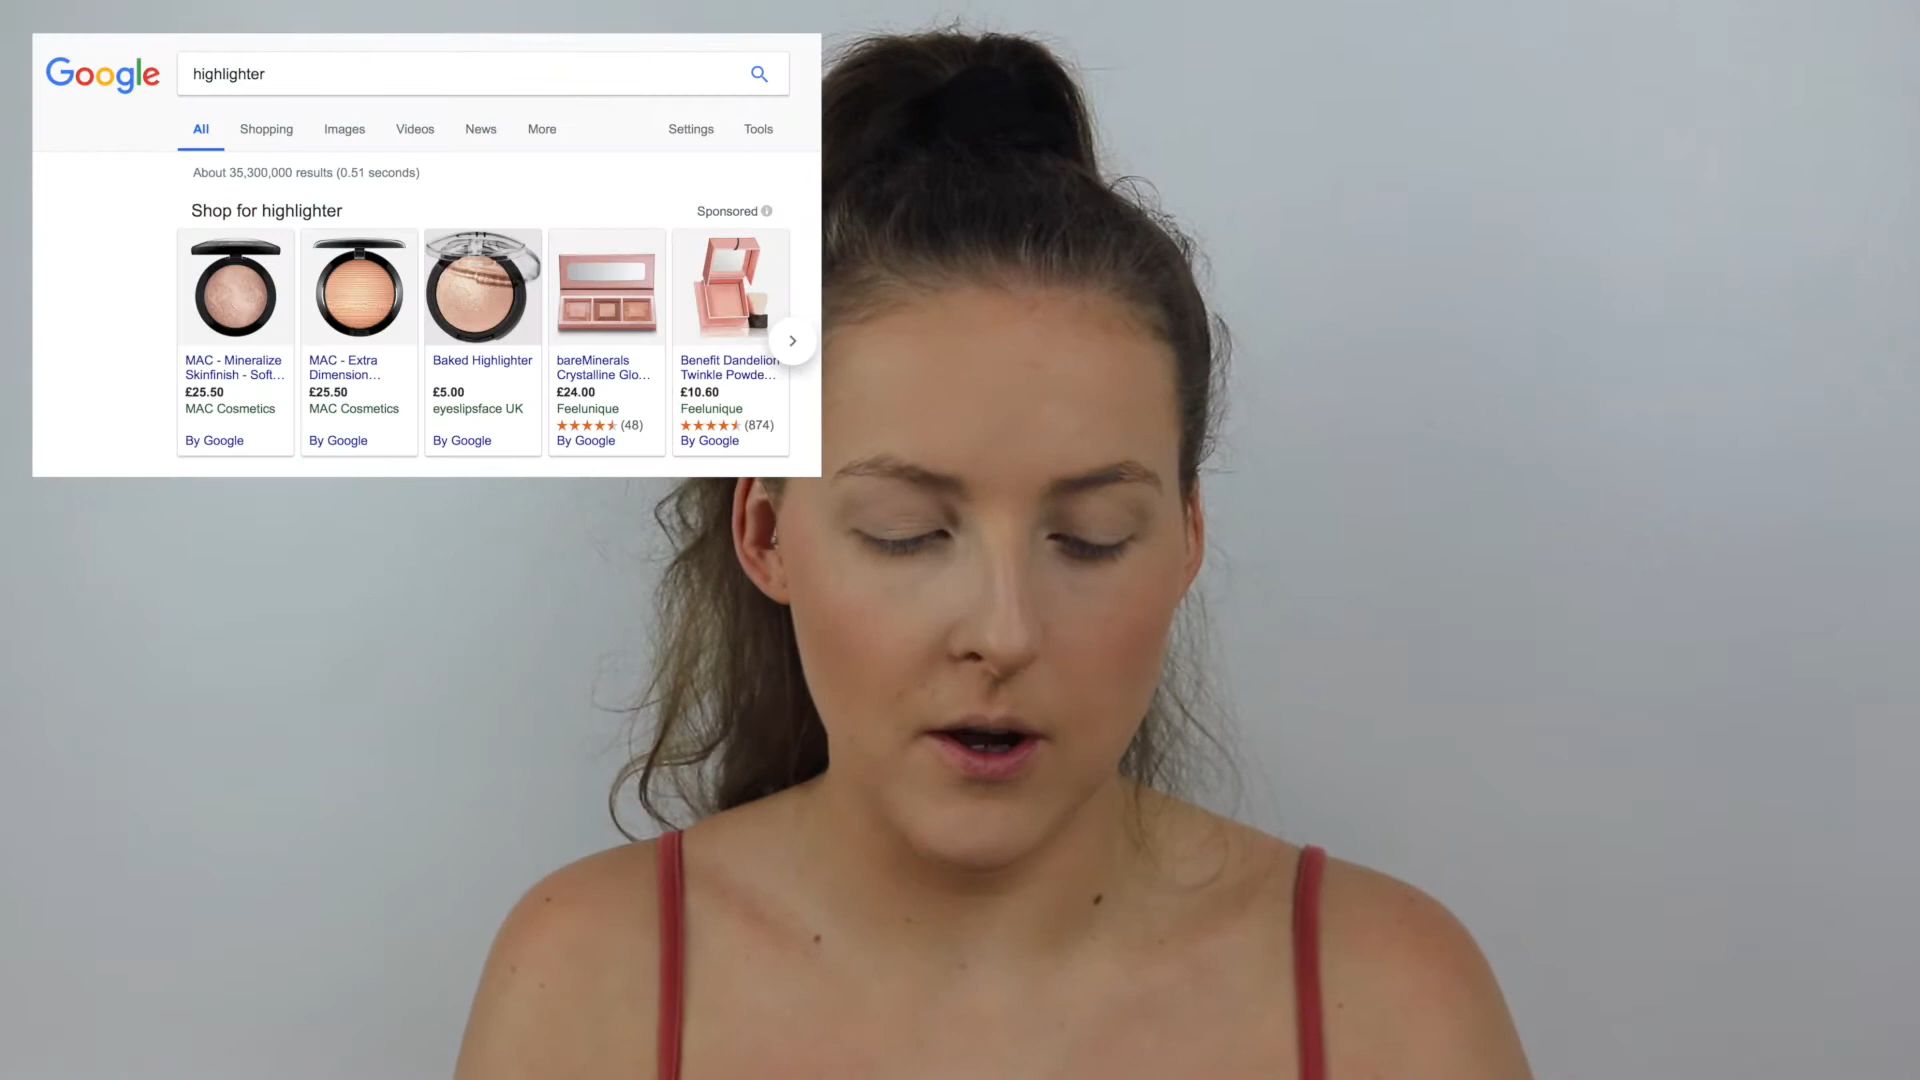 Google
highlighter
All Shopping Images Videos News More Settings Tools
About 35,300,000 results (0.51 seconds)
Shop for highlighter
Sponsored
MAC - Mineralize
Skinfinish - Soft...
£25.50
MAC Cosmetics
By Google
MAC - Extra
Dimension...
£25.50
MAC Cosmetics
By Google
Baked Highlighter
£5.00
eyeslipsface UK
By Google
bareMinerals
Crystalline Glo...
£24.00
Feelunique
(48)
By Google
Benefit Dandelion
Twinkle Powde...
£10.60
Feelunique
(874)
By Google